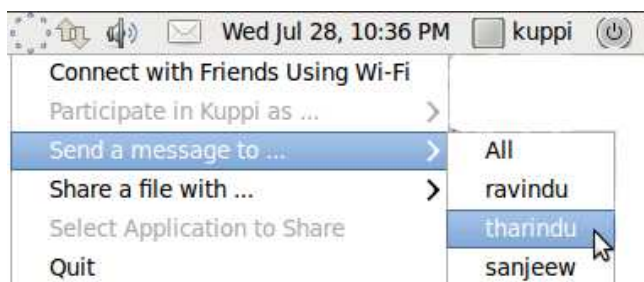 Wed Jul 28, 10:36 PM kuppi
Connect with Friends Using Wi-Fi
Participate in Kuppi as ...
Send a message to ...
All
Share a file with ...
ravindu
Select Application to Share
tharindu
Quit
sanjeew